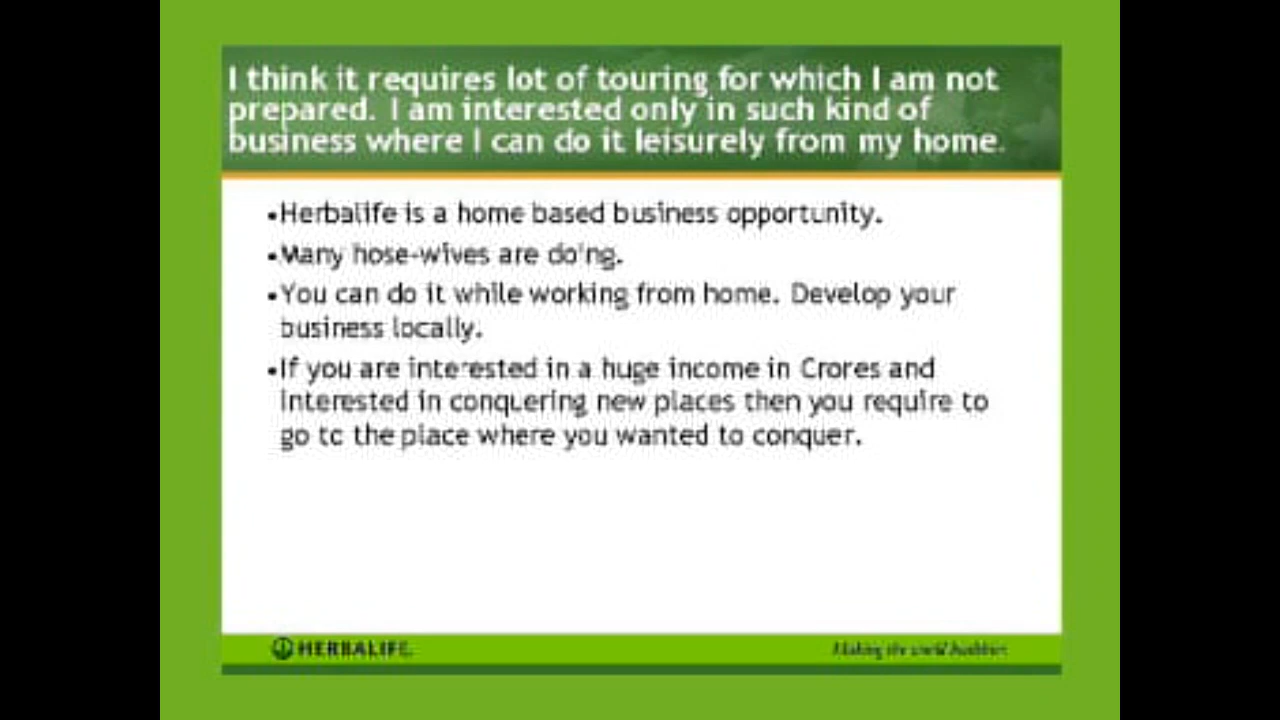 I think it requires lot of touring for which I am not
prepared. I am interested only in such kind of
business where I can do it leisurely from my home.
•Herbalife is a home based business opportunity.
•Many hose-wives are doing.
•You can do it while working from home. Develop your
business locally.
•If you are interested in a huge income in Crores and
interested in conquering new places then you require to
go to the place where you wanted to conquer.
HERBALIFE
Making the world healthier.